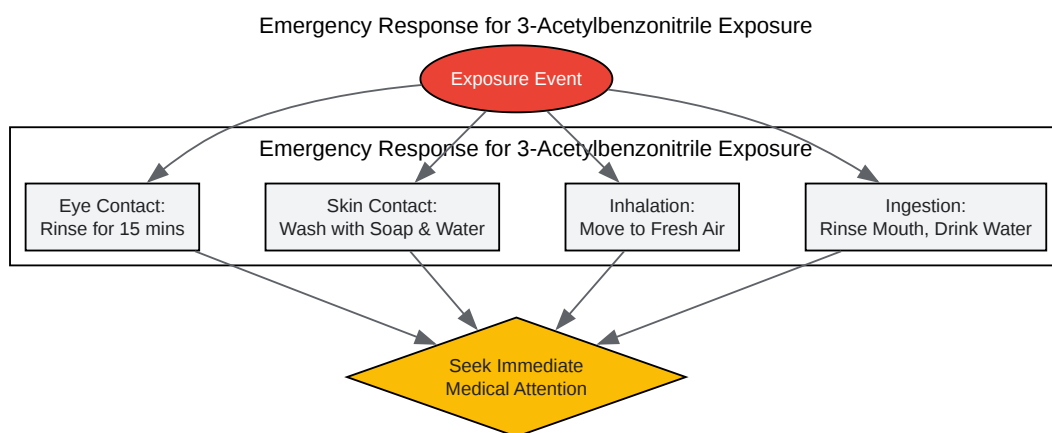 Emergency Response for 3-Acetylbenzonitrile Exposure
Exposure Event
Emergency Response for 3-Acetylbenzonitrile Exposure
Eye Contact:
Rinse for 15 mins
Skin Contact:
Wash with Soap & Water
Inhalation:
Move to Fresh Air
Ingestion:
Rinse Mouth, Drink Water
Seek Immediate
Medical Attention